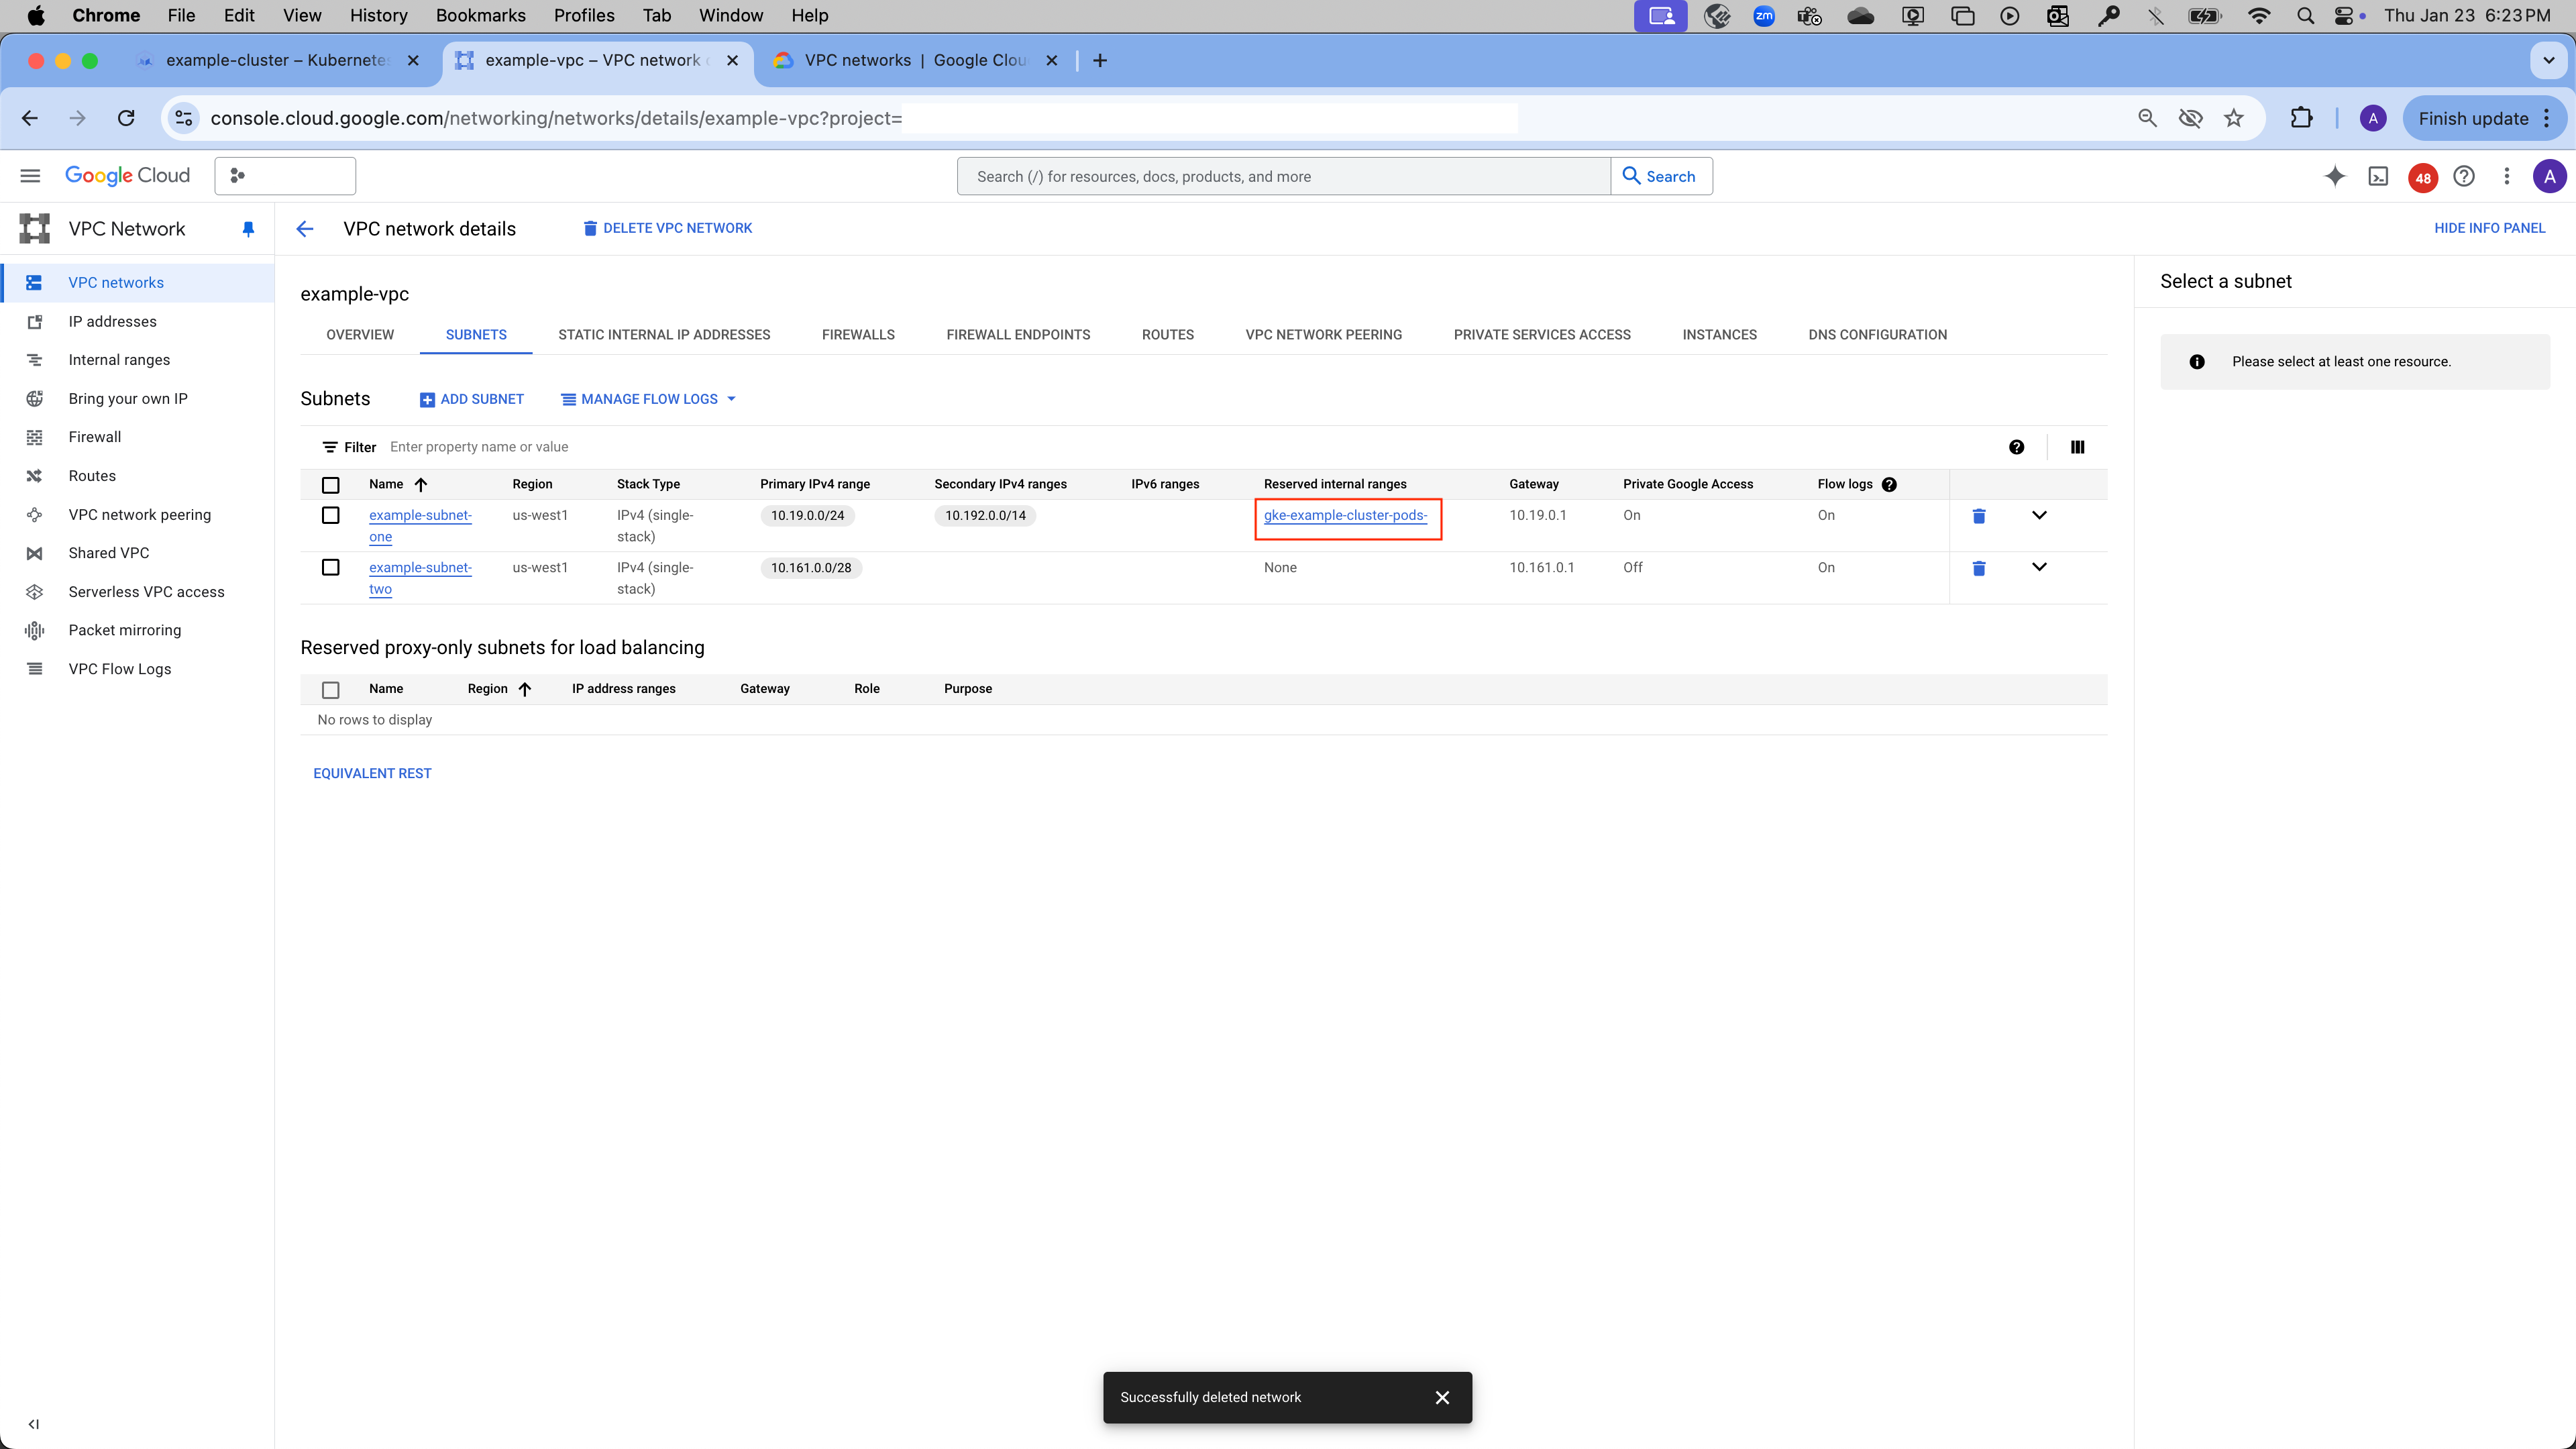 Chrome File Edit View History Bookmarks Profiles Tab Window Help zm Thu Jan 23 6:23 PM
example-cluster – Kubernetes example-vpc – VPC network VPC networks | Google Clou
console.cloud.google.com/networking/networks/details/example-vpc?project= A Finish update
Google Cloud Search (/) for resources, docs, products, and more Search 48 A
VPC Network VPC network details DELETE VPC NETWORK HIDE INFO PANEL
VPC networks
IP addresses
Internal ranges
Bring your own IP
Firewall
Routes
VPC network peering
Shared VPC
Serverless VPC access
Packet mirroring
VPC Flow Logs
example-vpc
OVERVIEW SUBNETS STATIC INTERNAL IP ADDRESSES FIREWALLS FIREWALL ENDPOINTS ROUTES VPC NETWORK PEERING PRIVATE SERVICES ACCESS INSTANCES DNS CONFIGURATION
Subnets ADD SUBNET MANAGE FLOW LOGS
Filter Enter property name or value
Name Region Stack Type Primary IPv4 range Secondary IPv4 ranges IPv6 ranges Reserved internal ranges Gateway Private Google Access Flow logs
example-subnet- us-west1 IPv4 (single- 10.19.0.0/24 10.192.0.0/14 gke-example-cluster-pods- 10.19.0.1 On On
one stack)
example-subnet- us-west1 IPv4 (single- 10.161.0.0/28 None 10.161.0.1 Off On
two stack)
Reserved proxy-only subnets for load balancing
Name Region IP address ranges Gateway Role Purpose
No rows to display
EQUIVALENT REST
Select a subnet
Please select at least one resource.
Successfully deleted network